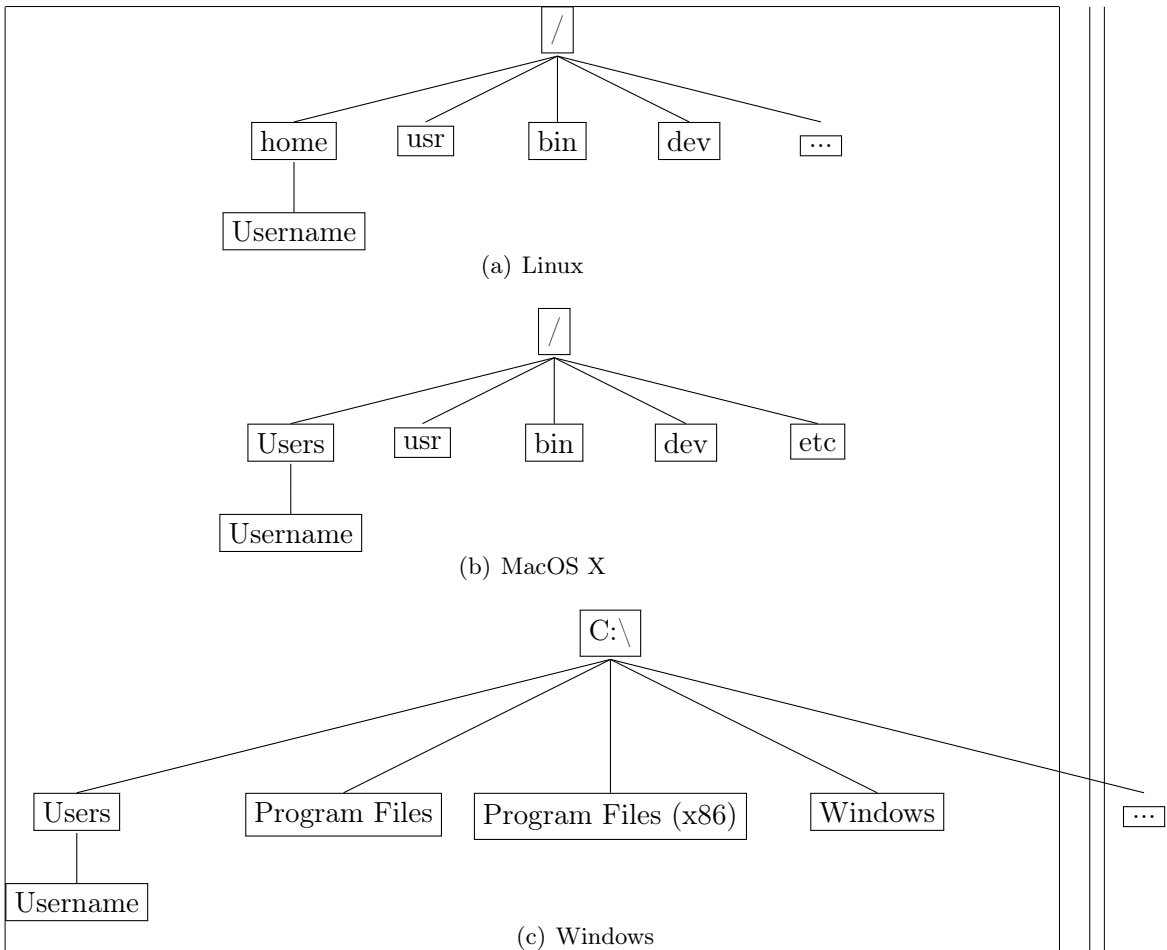 /
home usr bin dev ...
Username
(a) Linux
/
Users usr bin dev etc
Username
(b) MacOS X
C:\
Users Program Files Program Files (x86) Windows ...
Username
(c) Windows